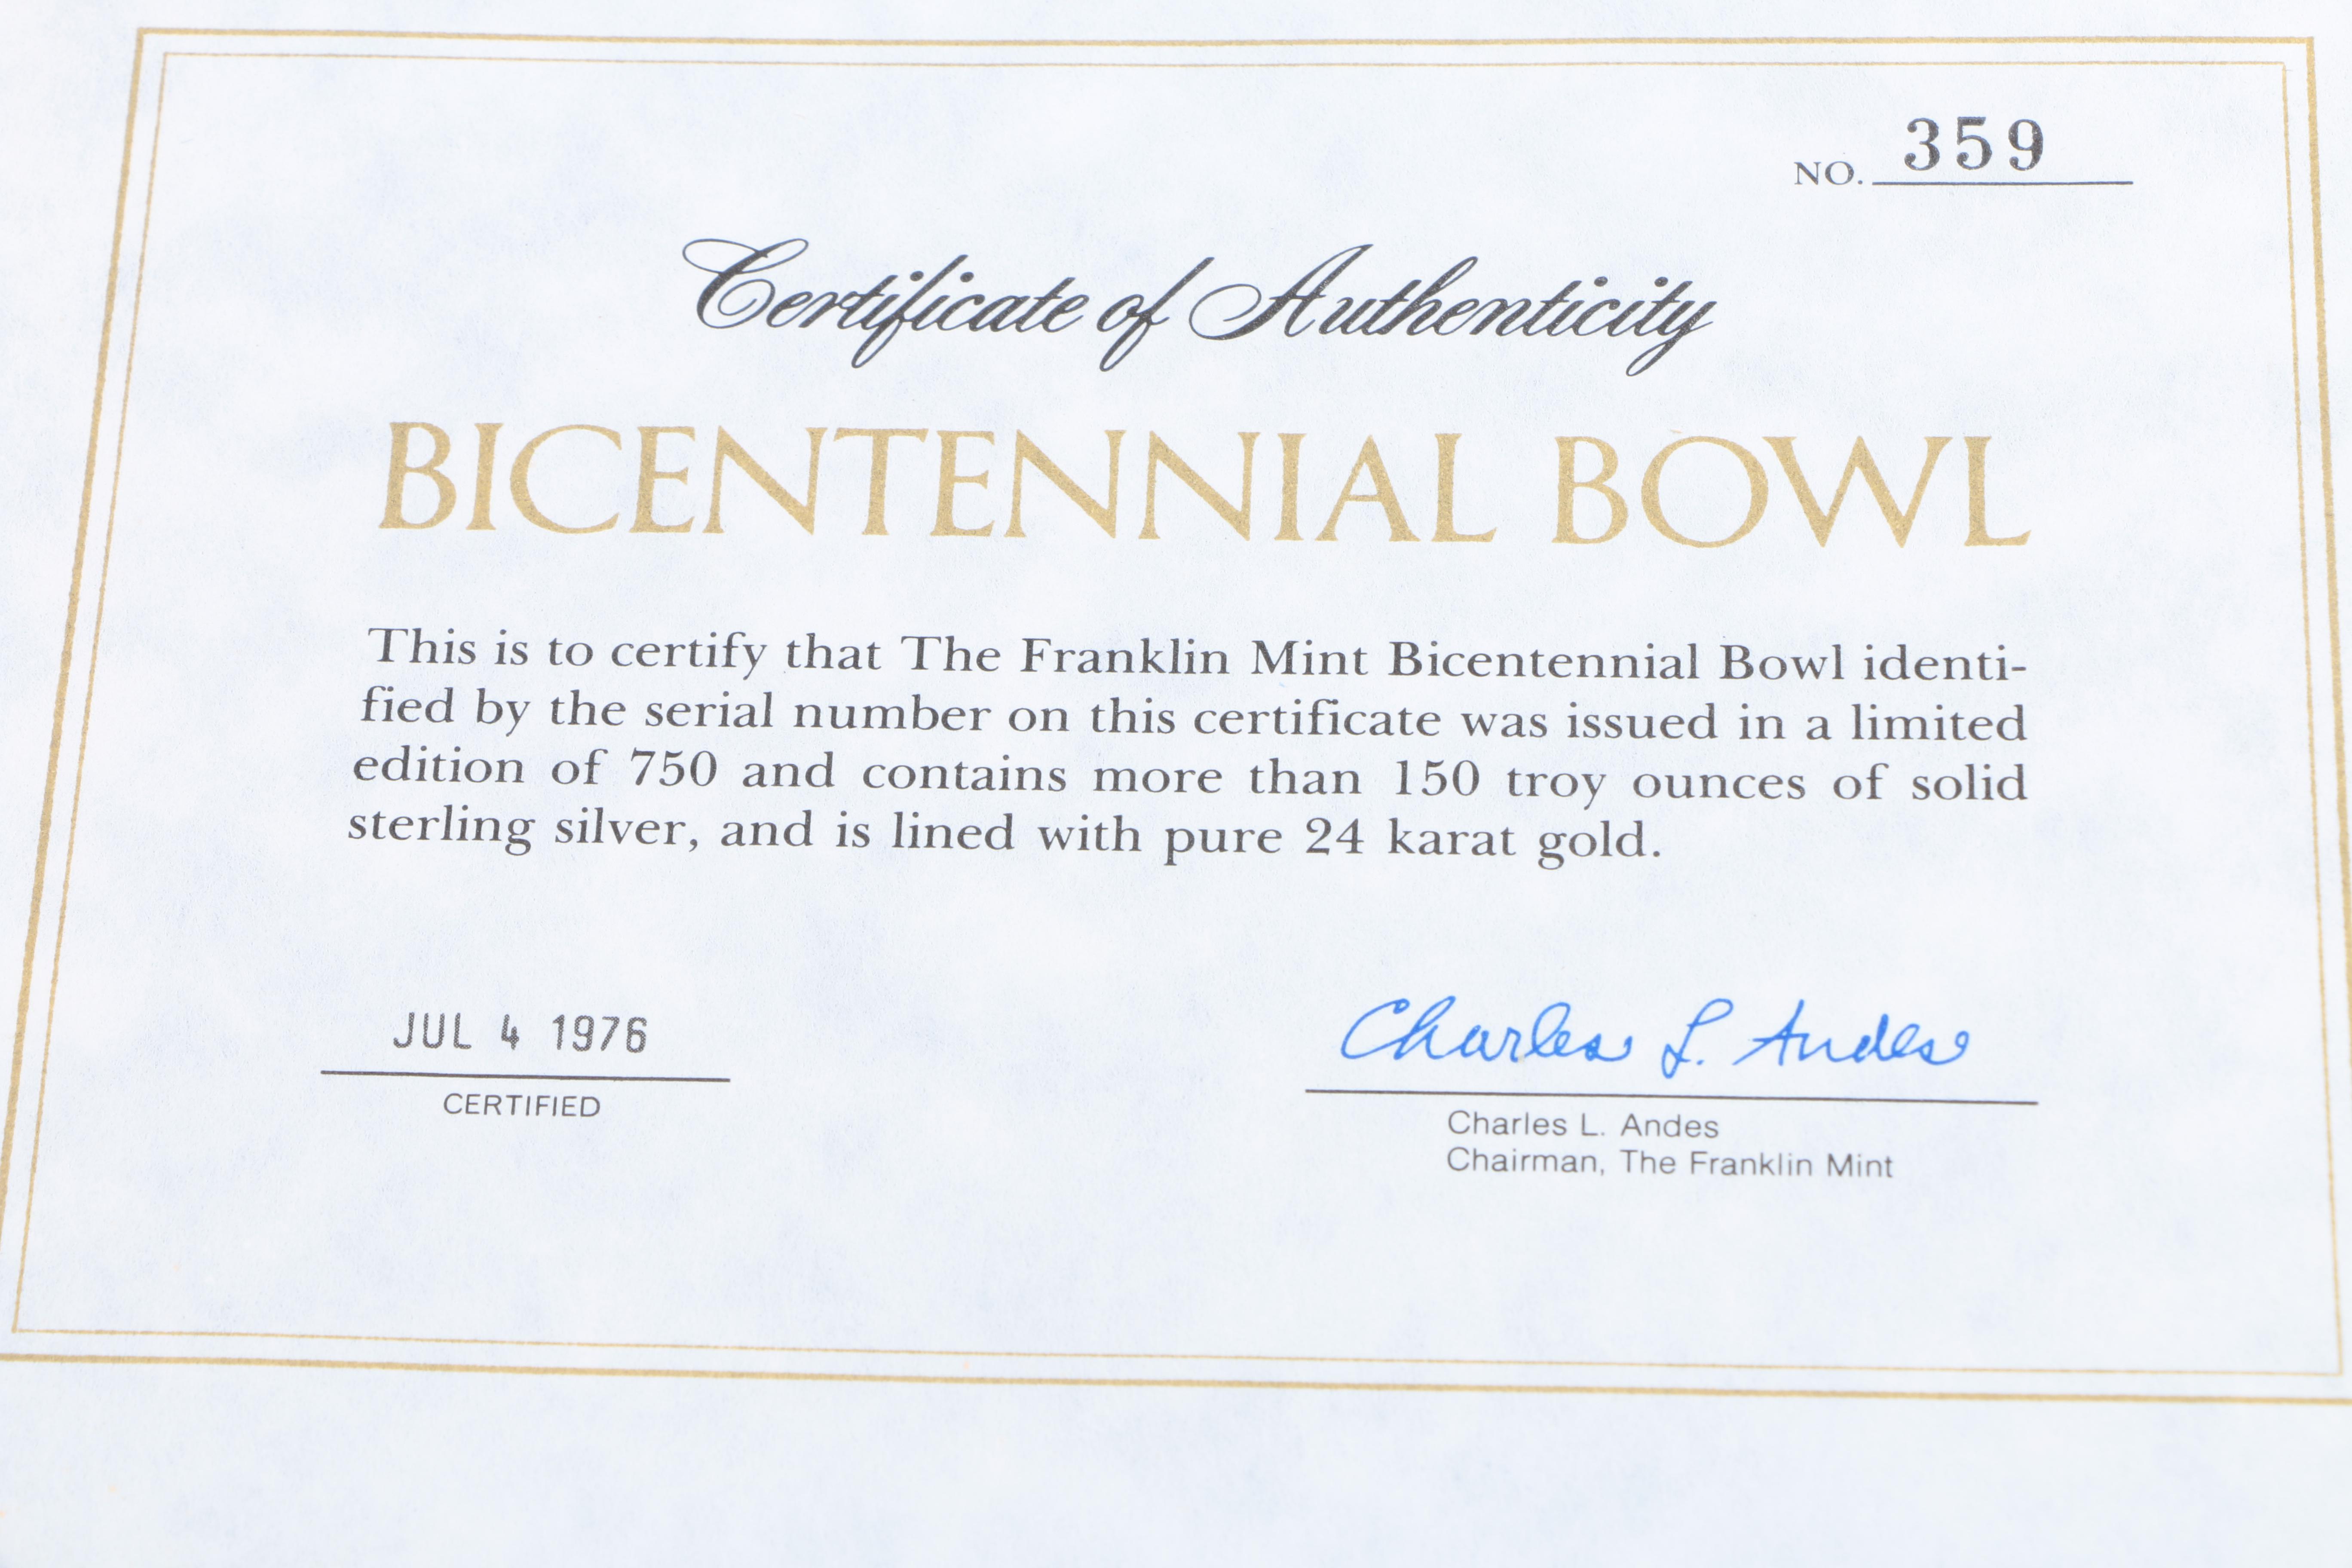 NO. 359
Certificate of Authenticity
BICENTENNIAL BOWL
This is to certify that The Franklin Mint Bicentennial Bowl identi-
fied by the serial number on this certificate was issued in a limited
edition of 750 and contains more than 150 troy ounces of solid
sterling silver, and is lined with pure 24 karat gold.
JUL 4 1976
CERTIFIED
Charles L. Andes
Charles L. Andes
Chairman, The Franklin Mint